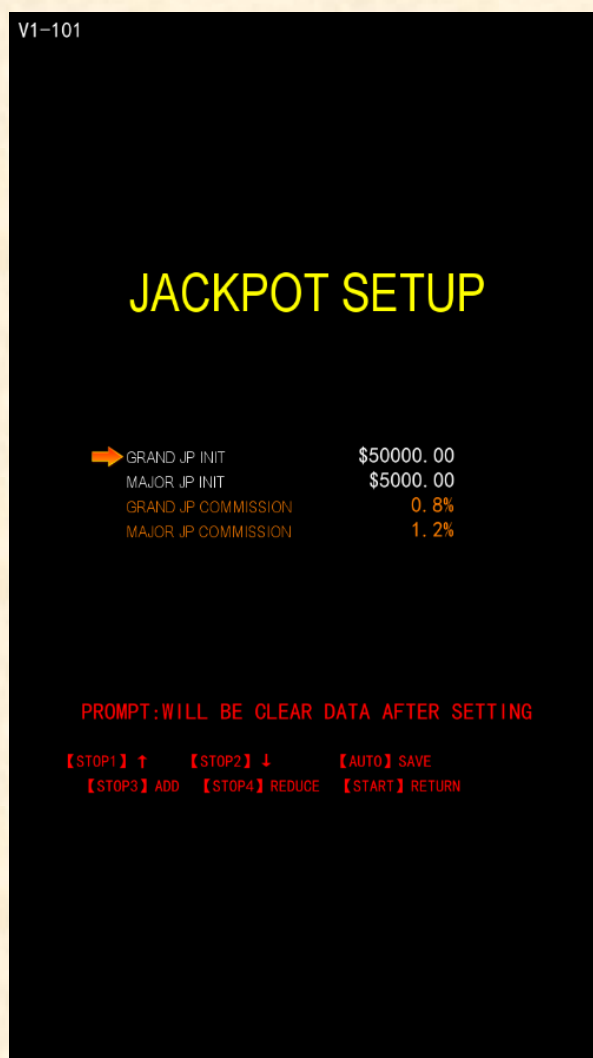 V1-101
JACKPOT SETUP
GRAND JP INIT $50000.00
MAJOR JP INIT $5000.00
GRAND JP COMMISSION 0.8%
MAJOR JP COMMISSION 1.2%
PROMPT:WILL BE CLEAR DATA AFTER SETTING
【STOP1】↑ 【STOP2】↓ 【AUTO】SAVE
【STOP3】ADD 【STOP4】REDUCE 【START】RETURN